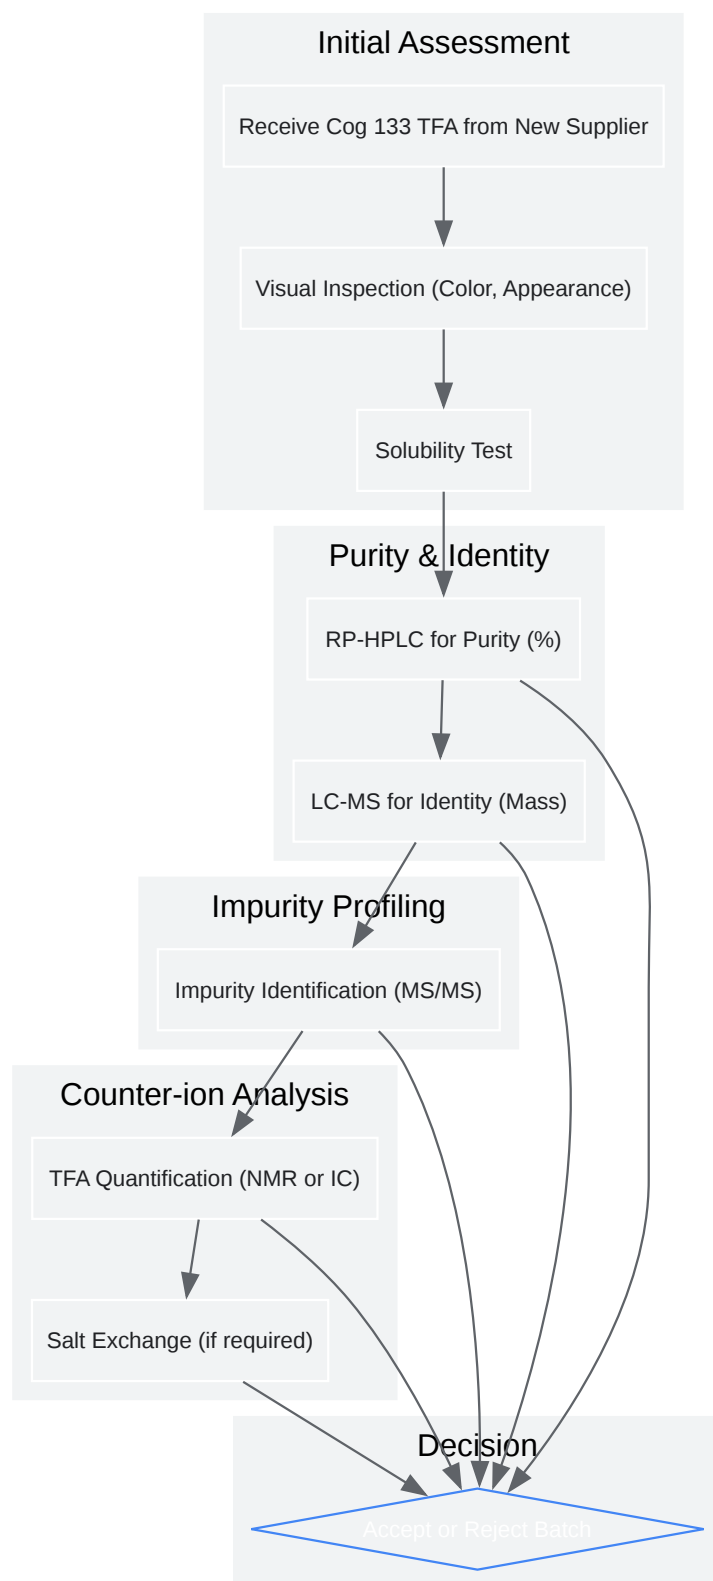 Initial Assessment
Receive Cog 133 TFA from New Supplier
Visual Inspection (Color, Appearance)
Solubility Test
Purity & Identity
RP-HPLC for Purity (%)
LC-MS for Identity (Mass)
Impurity Profiling
Impurity Identification (MS/MS)
Counter-ion Analysis
TFA Quantification (NMR or IC)
Salt Exchange (if required)
Decision
Accept or Reject Batch